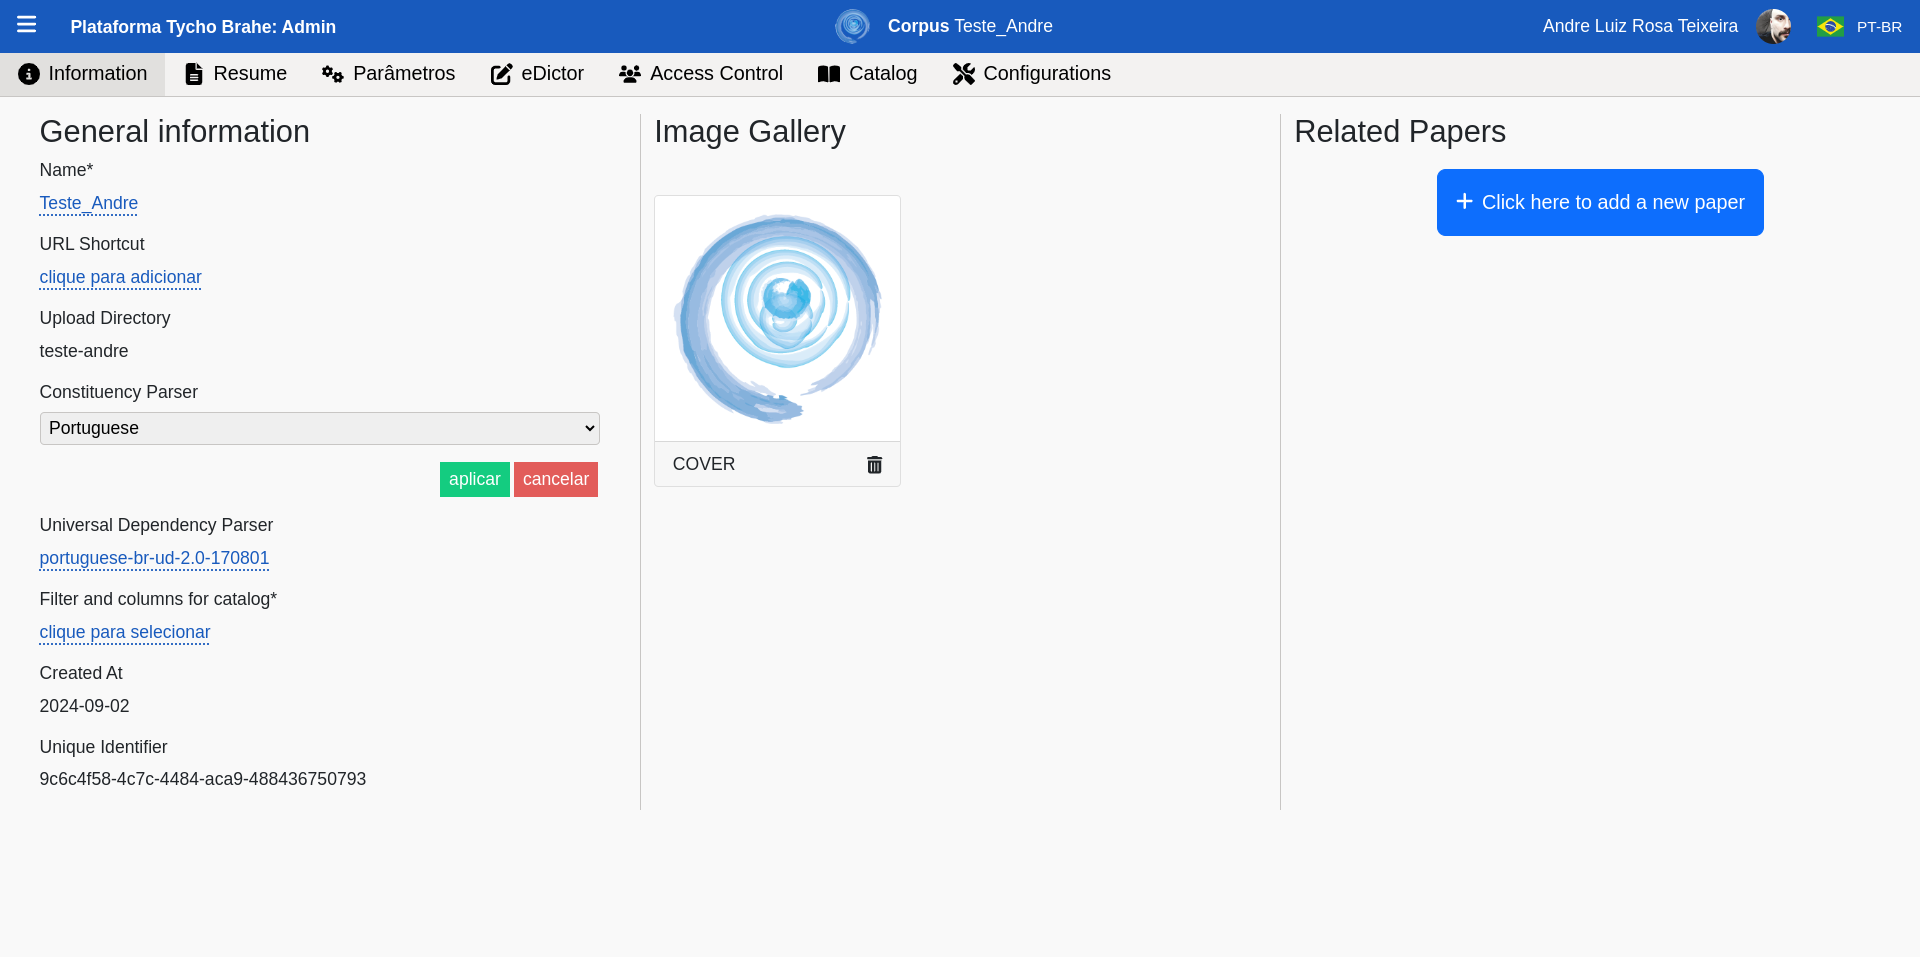 Plataforma Tycho Brahe: Admin
Corpus Teste_Andre
Andre Luiz Rosa Teixeira
PT-BR
Information
Resume
Parâmetros
eDictor
Access Control
Catalog
Configurations
General information
Name*
Teste_Andre
URL Shortcut
clique para adicionar
Upload Directory
teste-andre
Constituency Parser
Portuguese
aplicar
cancelar
Universal Dependency Parser
portuguese-br-ud-2.0-170801
Filter and columns for catalog*
clique para selecionar
Created At
2024-09-02
Unique Identifier
9c6c4f58-4c7c-4484-aca9-488436750793
Image Gallery
COVER
Related Papers
+ Click here to add a new paper